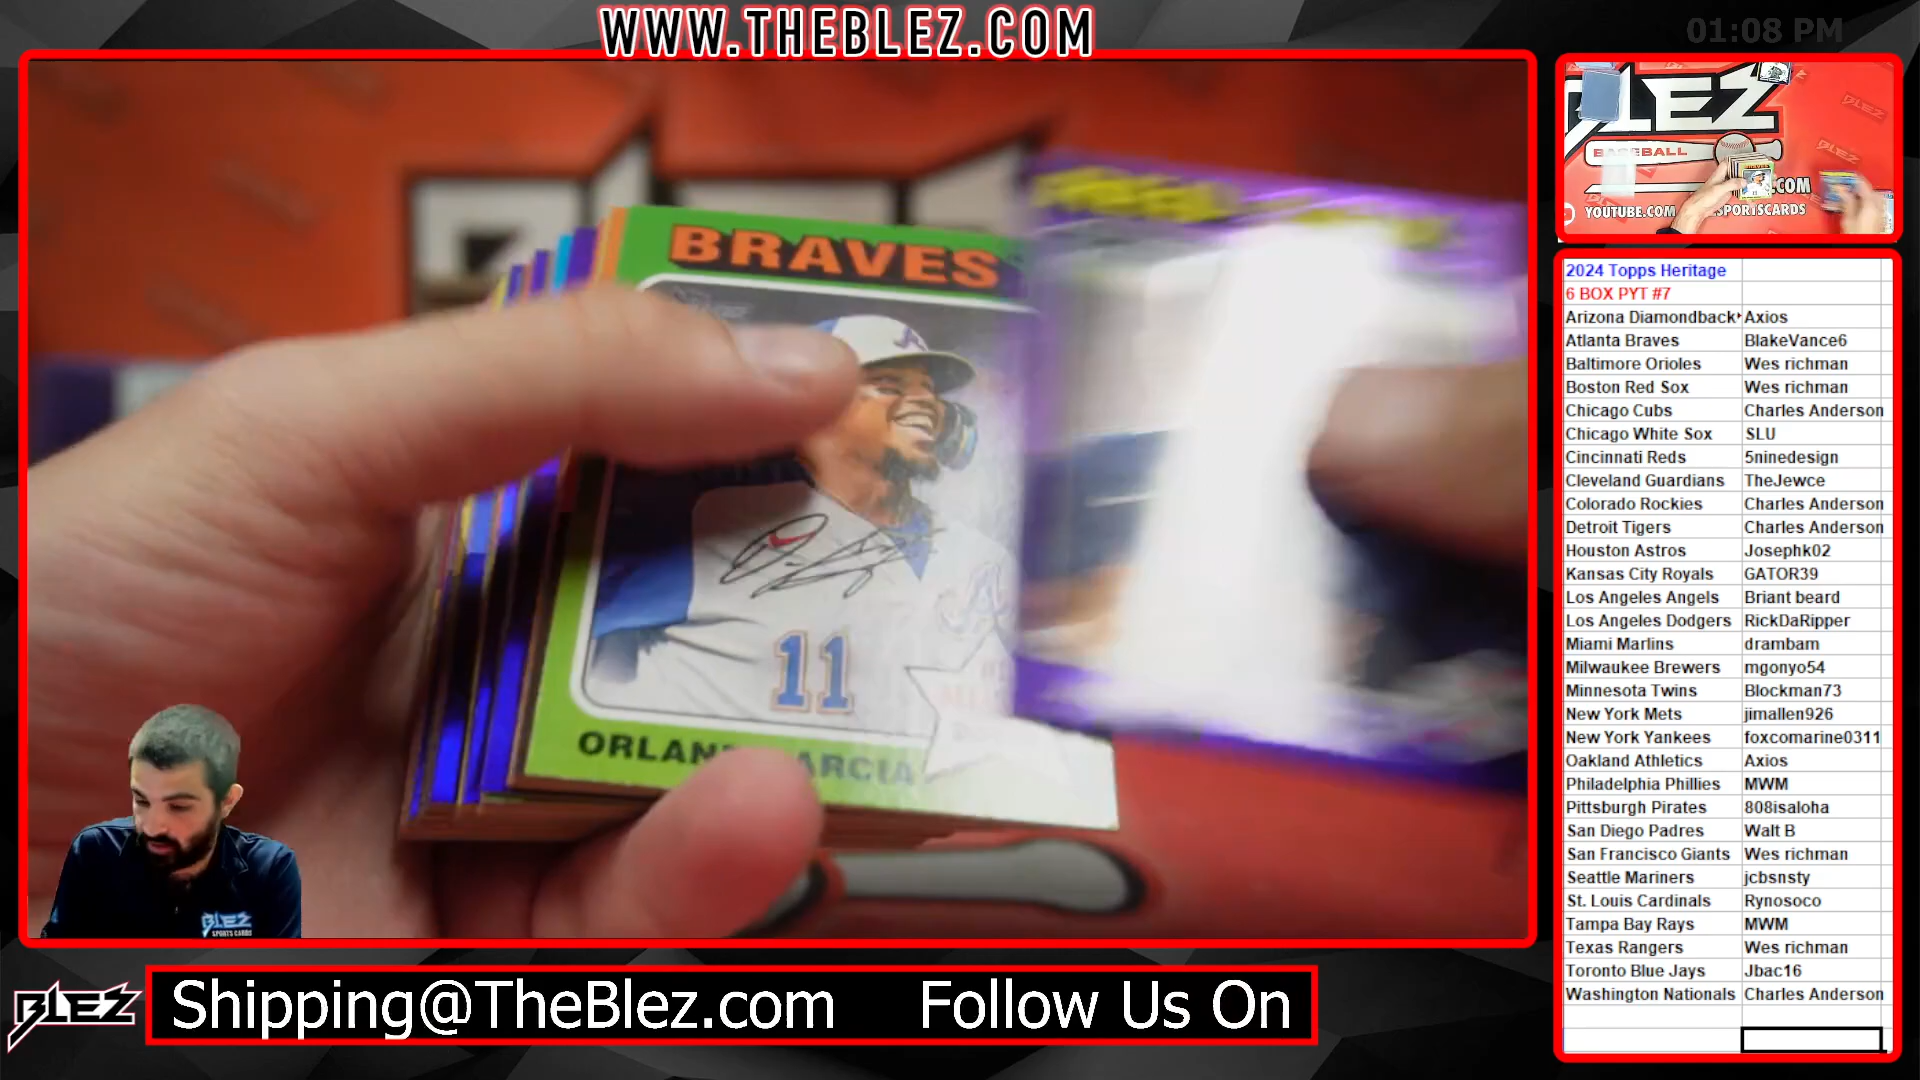 WWW.THEBLEZ.COM
01:08 PM
BRAVES
11
BLEZ
BASEBALL
YOUTUBE.COM
2024 Topps Heritage
6 BOX PYT #7
Arizona Diamondback Axios
Atlanta Braves BlakeVance6
Baltimore Orioles Wes richman
Boston Red Sox Wes richman
Chicago Cubs Charles Anderson
Chicago White Sox SLU
Cincinnati Reds 5ninedesign
Cleveland Guardians TheJewce
Colorado Rockies Charles Anderson
Detroit Tigers Charles Anderson
Houston Astros Josephk02
Kansas City Royals GATOR39
Los Angeles Angels Briant beard
Los Angeles Dodgers RickDaRipper
Miami Marlins drambam
Milwaukee Brewers mgonyo54
Minnesota Twins Blockman73
New York Mets jimallen926
New York Yankees foxcomarine0311
Oakland Athletics Axios
Philadelphia Phillies MWM
Pittsburgh Pirates 808isaloha
San Diego Padres Walt B
San Francisco Giants Wes richman
Seattle Mariners jcbsnsty
St. Louis Cardinals Rynosoco
Tampa Bay Rays MWM
Texas Rangers Wes richman
Toronto Blue Jays Jbac16
Washington Nationals Charles Anderson
BLEZ
SPORTS CARDS
BLEZ
Shipping@TheBlez.com Follow Us On